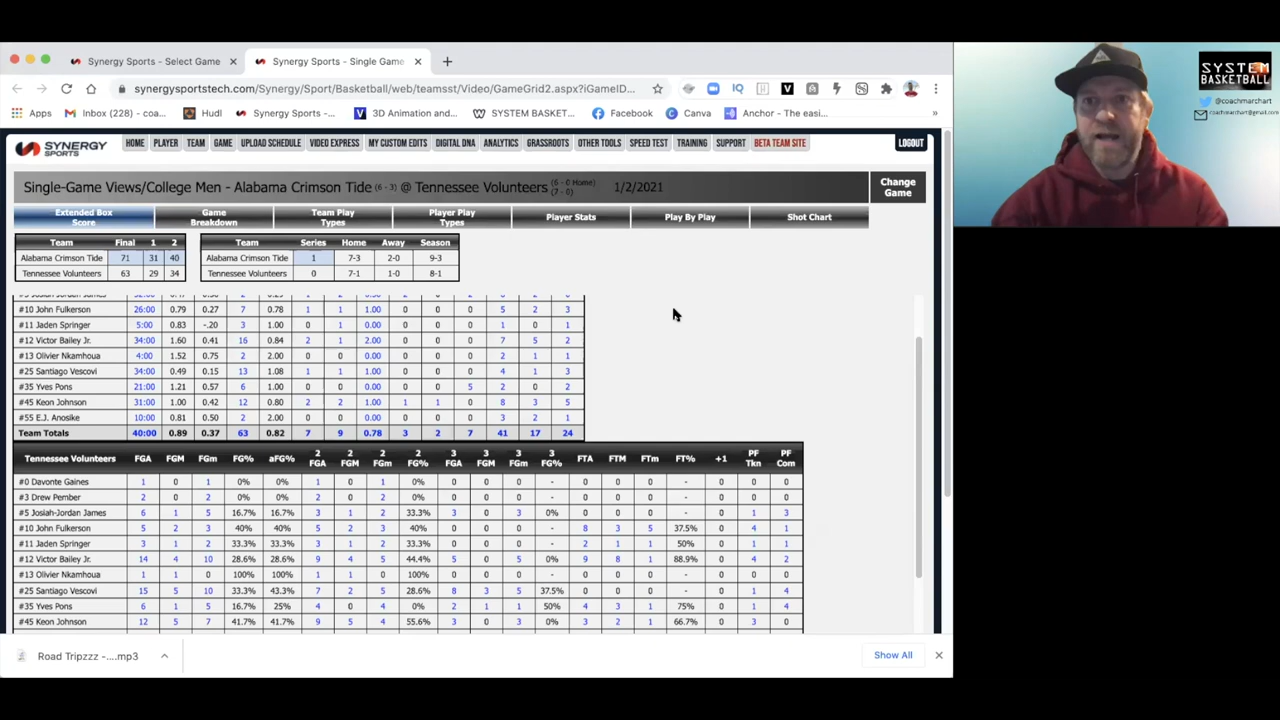 Synergy Sports - Select Game
Synergy Sports - Single Game
synergysportstech.com/Synergy/Sport/Basketball/web/teamsst/Video/GameGrid2.aspx?iGameID...
Apps Gmail Inbox (228) - coa... Hudl Synergy Sports -... 3D Animation and... SYSTEM BASKET... Facebook Canva Anchor - The easi...
SYNERGY SPORTS
HOME PLAYER TEAM GAME UPLOAD SCHEDULE VIDEO EXPRESS MY CUSTOM EDITS DIGITAL DNA ANALYTICS GRASSROOTS OTHER TOOLS SPEED TEST TRAINING SUPPORT BETA TEAM SITE LOGOUT
Single-Game Views/College Men - Alabama Crimson Tide (6 - 3) @ Tennessee Volunteers (6 - 0 Home) (7 - 0) 1/2/2021
Change Game
Extended Box Score Game Breakdown Team Play Types Player Play Types Player Stats Play By Play Shot Chart
Team Final 1 2
Alabama Crimson Tide 71 31 40
Tennessee Volunteers 63 29 34
Team Series Home Away Season
Alabama Crimson Tide 1 7-3 2-0 9-3
Tennessee Volunteers 0 7-1 1-0 8-1
#10 John Fulkerson 26:00 0.79 0.27 7 0.78 1 1 1.00 0 0 0 5 2 3
#11 Jaden Springer 5:00 0.83 -.20 3 1.00 0 1 0.00 0 0 0 1 0 1
#12 Victor Bailey Jr. 34:00 1.60 0.41 16 0.84 2 1 2.00 0 0 0 7 5 2
#13 Olivier Nkamhoua 4:00 1.52 0.75 2 2.00 0 0 0.00 0 0 0 2 1 1
#25 Santiago Vescovi 34:00 0.49 0.15 13 1.08 1 1 1.00 0 0 0 4 1 3
#35 Yves Pons 21:00 1.21 0.57 6 1.00 0 0 0.00 0 0 5 2 0 2
#45 Keon Johnson 31:00 1.00 0.42 12 0.80 2 2 1.00 1 1 0 8 3 5
#55 E.J. Anosike 10:00 0.81 0.50 2 2.00 0 0 0.00 0 0 0 3 2 1
Team Totals 40:00 0.89 0.37 63 0.82 7 9 0.78 3 2 7 41 17 24
Tennessee Volunteers FGA FGM FGm FG% aFG% 2 FGA 2 FGM 2 FGm 2 FG% 3 FGA 3 FGM 3 FGm 3 FG% FTA FTM FTm FT% +1 PF Tkn PF Com
#0 Davonte Gaines 1 0 1 0% 0% 1 0 1 0% 0 0 0 - 0 0 0 - 0 0 0
#3 Drew Pember 2 0 2 0% 0% 2 0 2 0% 0 0 0 - 0 0 0 - 0 0 0
#5 Josiah-Jordan James 6 1 5 16.7% 16.7% 3 1 2 33.3% 3 0 3 0% 0 0 0 - 0 1 3
#10 John Fulkerson 5 2 3 40% 40% 5 2 3 40% 0 0 0 - 8 3 5 37.5% 0 4 1
#11 Jaden Springer 3 1 2 33.3% 33.3% 3 1 2 33.3% 0 0 0 - 2 1 1 50% 0 1 1
#12 Victor Bailey Jr. 14 4 10 28.6% 28.6% 9 4 5 44.4% 5 0 5 0% 9 8 1 88.9% 0 4 2
#13 Olivier Nkamhoua 1 1 0 100% 100% 1 1 0 100% 0 0 0 - 0 0 0 - 0 0 0
#25 Santiago Vescovi 15 5 10 33.3% 43.3% 7 2 5 28.6% 8 3 5 37.5% 0 0 0 - 0 1 4
#35 Yves Pons 6 1 5 16.7% 25% 4 0 4 0% 2 1 1 50% 4 3 1 75% 0 1 4
#45 Keon Johnson 12 5 7 41.7% 41.7% 9 5 4 55.6% 3 0 3 0% 3 2 1 66.7% 0 3 0
Road Tripzzz -....mp3
Show All
SYSTEM BASKETBALL
@coachmarchart
coachmarchart@gmail.com